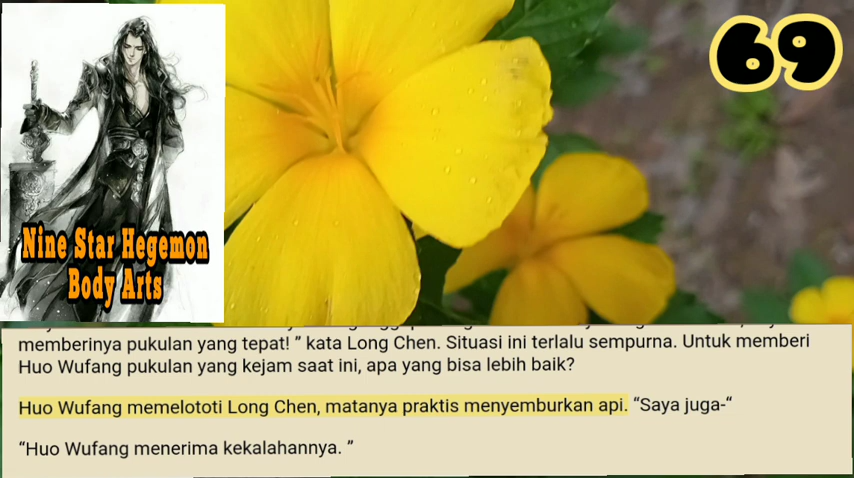 69
Nine Star Hegemon
Body Arts
memberinya pukulan yang tepat! ” kata Long Chen. Situasi ini terlalu sempurna. Untuk memberi
Huo Wufang pukulan yang kejam saat ini, apa yang bisa lebih baik?
Huo Wufang memelototi Long Chen, matanya praktis menyemburkan api. “Saya juga-“
“Huo Wufang menerima kekalahannya. ”